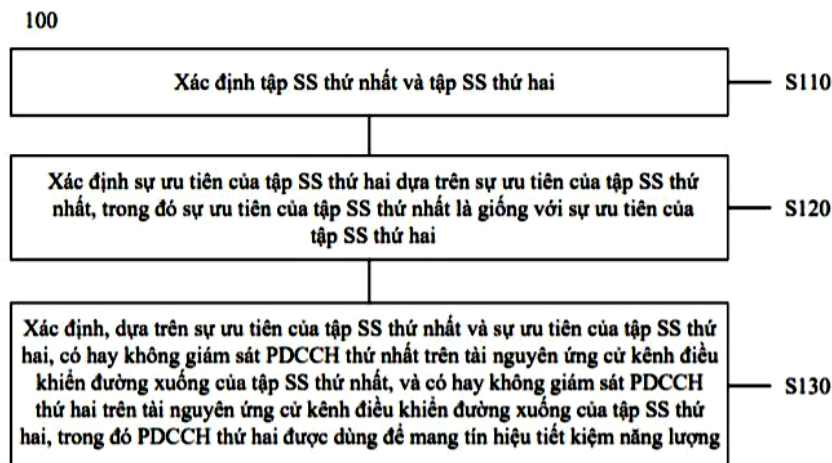 100
Xác định tập SS thứ nhất và tập SS thứ hai
S110
Xác định sự ưu tiên của tập SS thứ hai dựa trên sự ưu tiên của tập SS thứ
nhất, trong đó sự ưu tiên của tập SS thứ nhất là giống với sự ưu tiên của
tập SS thứ hai
S120
Xác định, dựa trên sự ưu tiên của tập SS thứ nhất và sự ưu tiên của tập SS thứ
hai, có hay không giám sát PDCCH thứ nhất trên tài nguyên ứng cử kênh điều
khiển đường xuống của tập SS thứ nhất, và có hay không giám sát PDCCH
thứ hai trên tài nguyên ứng cử kênh điều khiển đường xuống của tập SS thứ
hai, trong đó PDCCH thứ hai được dùng để mang tín hiệu tiết kiệm năng lượng
S130